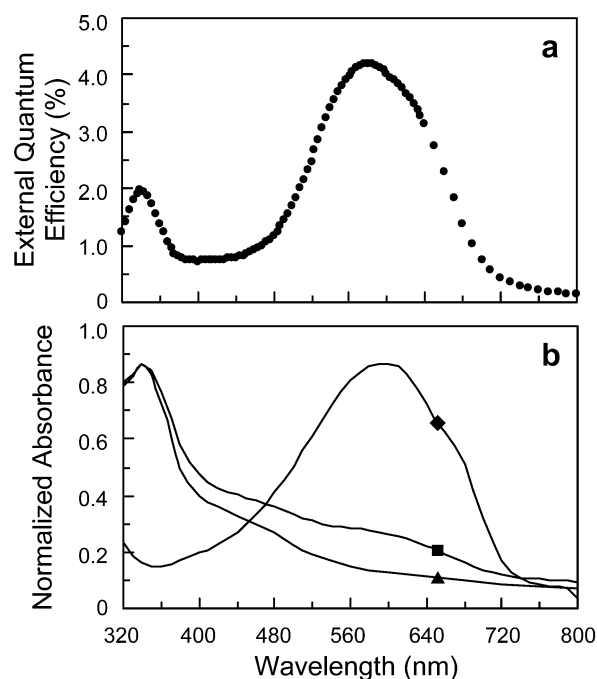 5.0
4.0
3.0
2.0
1.0
0
External Quantum
Efficiency (%)
a
1.0
0.8
0.6
0.4
0.2
0
Normalized Absorbance
b
320 400 480 560 640 720 800
Wavelength (nm)